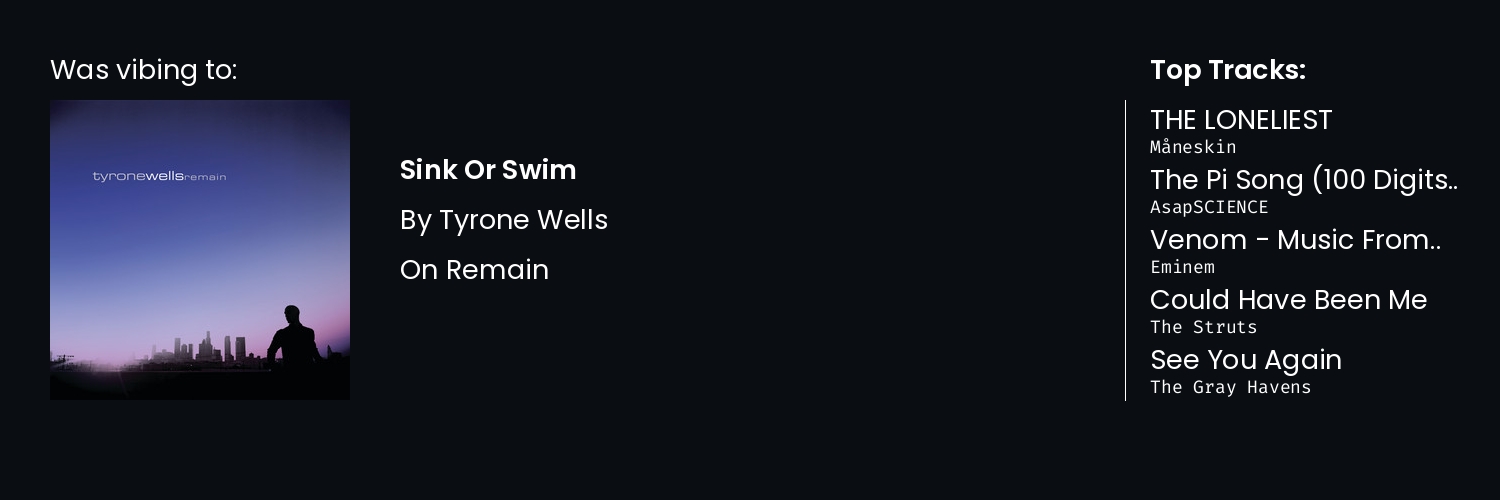 Was vibing to:
tyronewellsremain
Sink Or Swim
By Tyrone Wells
On Remain
Top Tracks:
THE LONELIEST
Måneskin
The Pi Song (100 Digits..
AsapSCIENCE
Venom - Music From..
Eminem
Could Have Been Me
The Struts
See You Again
The Gray Havens